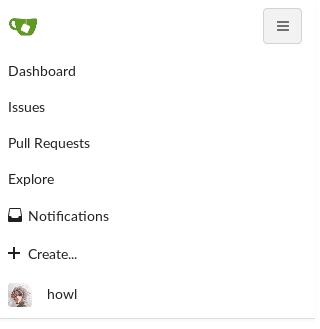 Dashboard
Issues
Pull Requests
Explore
Notifications
Create...
howl